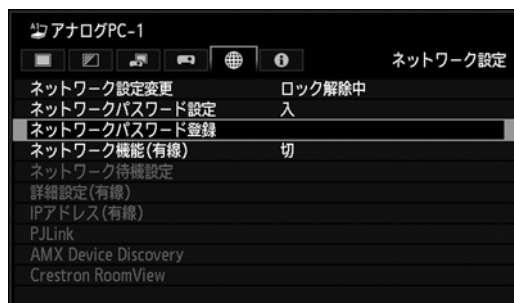 アナログPC-1
ネットワーク設定
ネットワーク設定変更 ロック解除中
ネットワークパスワード設定 入
ネットワークパスワード登録
ネットワーク機能(有線) 切
ネットワーク待機設定
詳細設定(有線)
IPアドレス(有線)
PJLink
AMX Device Discovery
Crestron RoomView